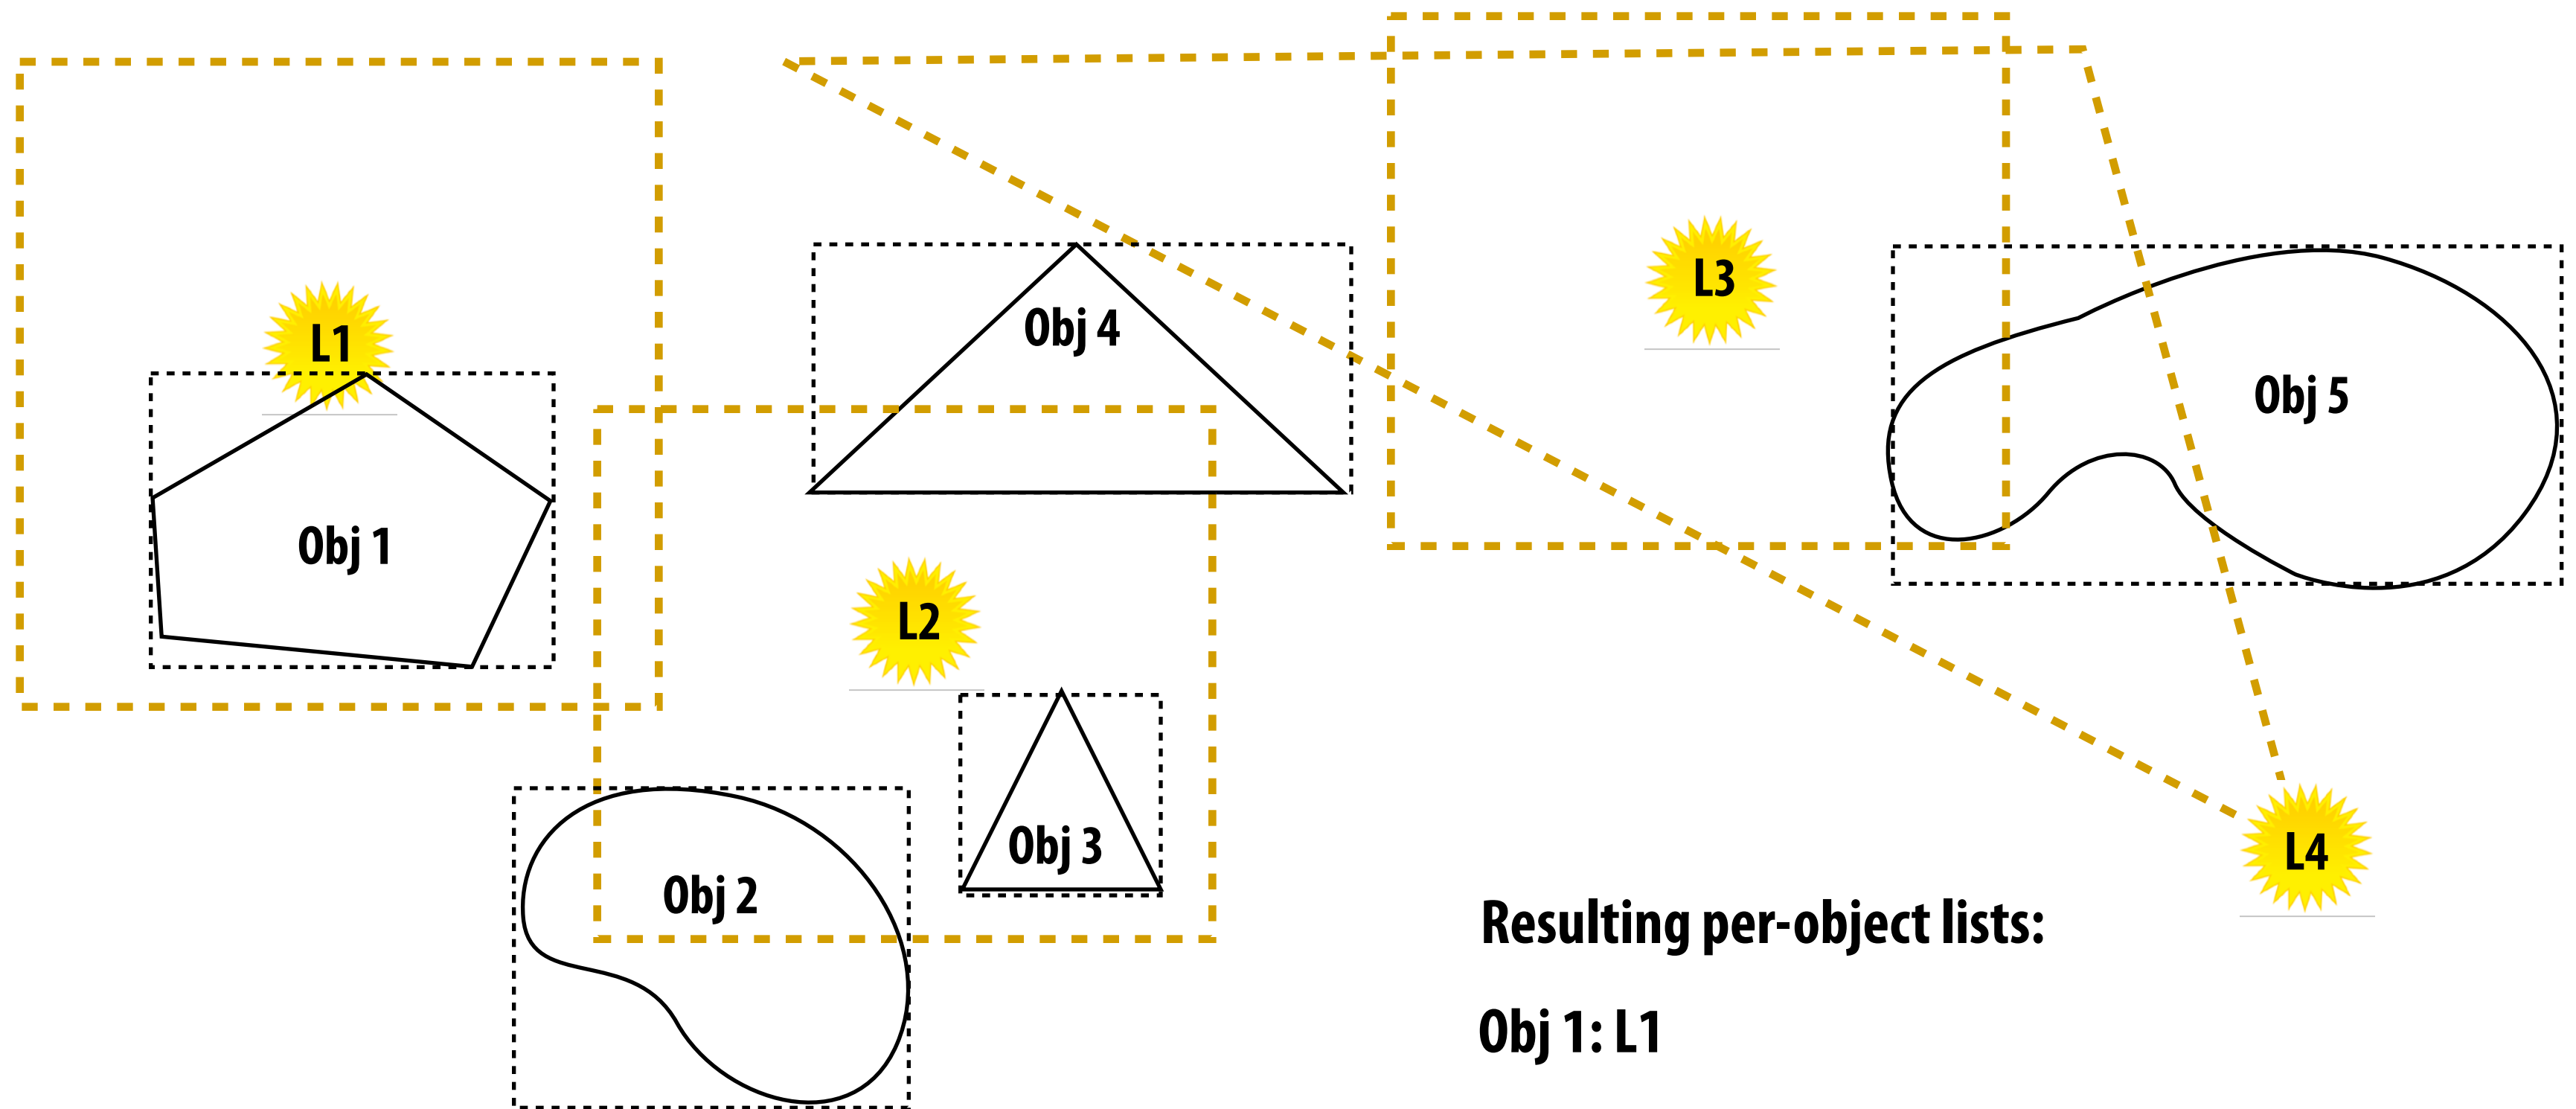 L1
Obj 1
L2
Obj 2
Obj 3
Obj 4
L3
Obj 5
L4
Resulting per-object lists:
Obj 1: L1